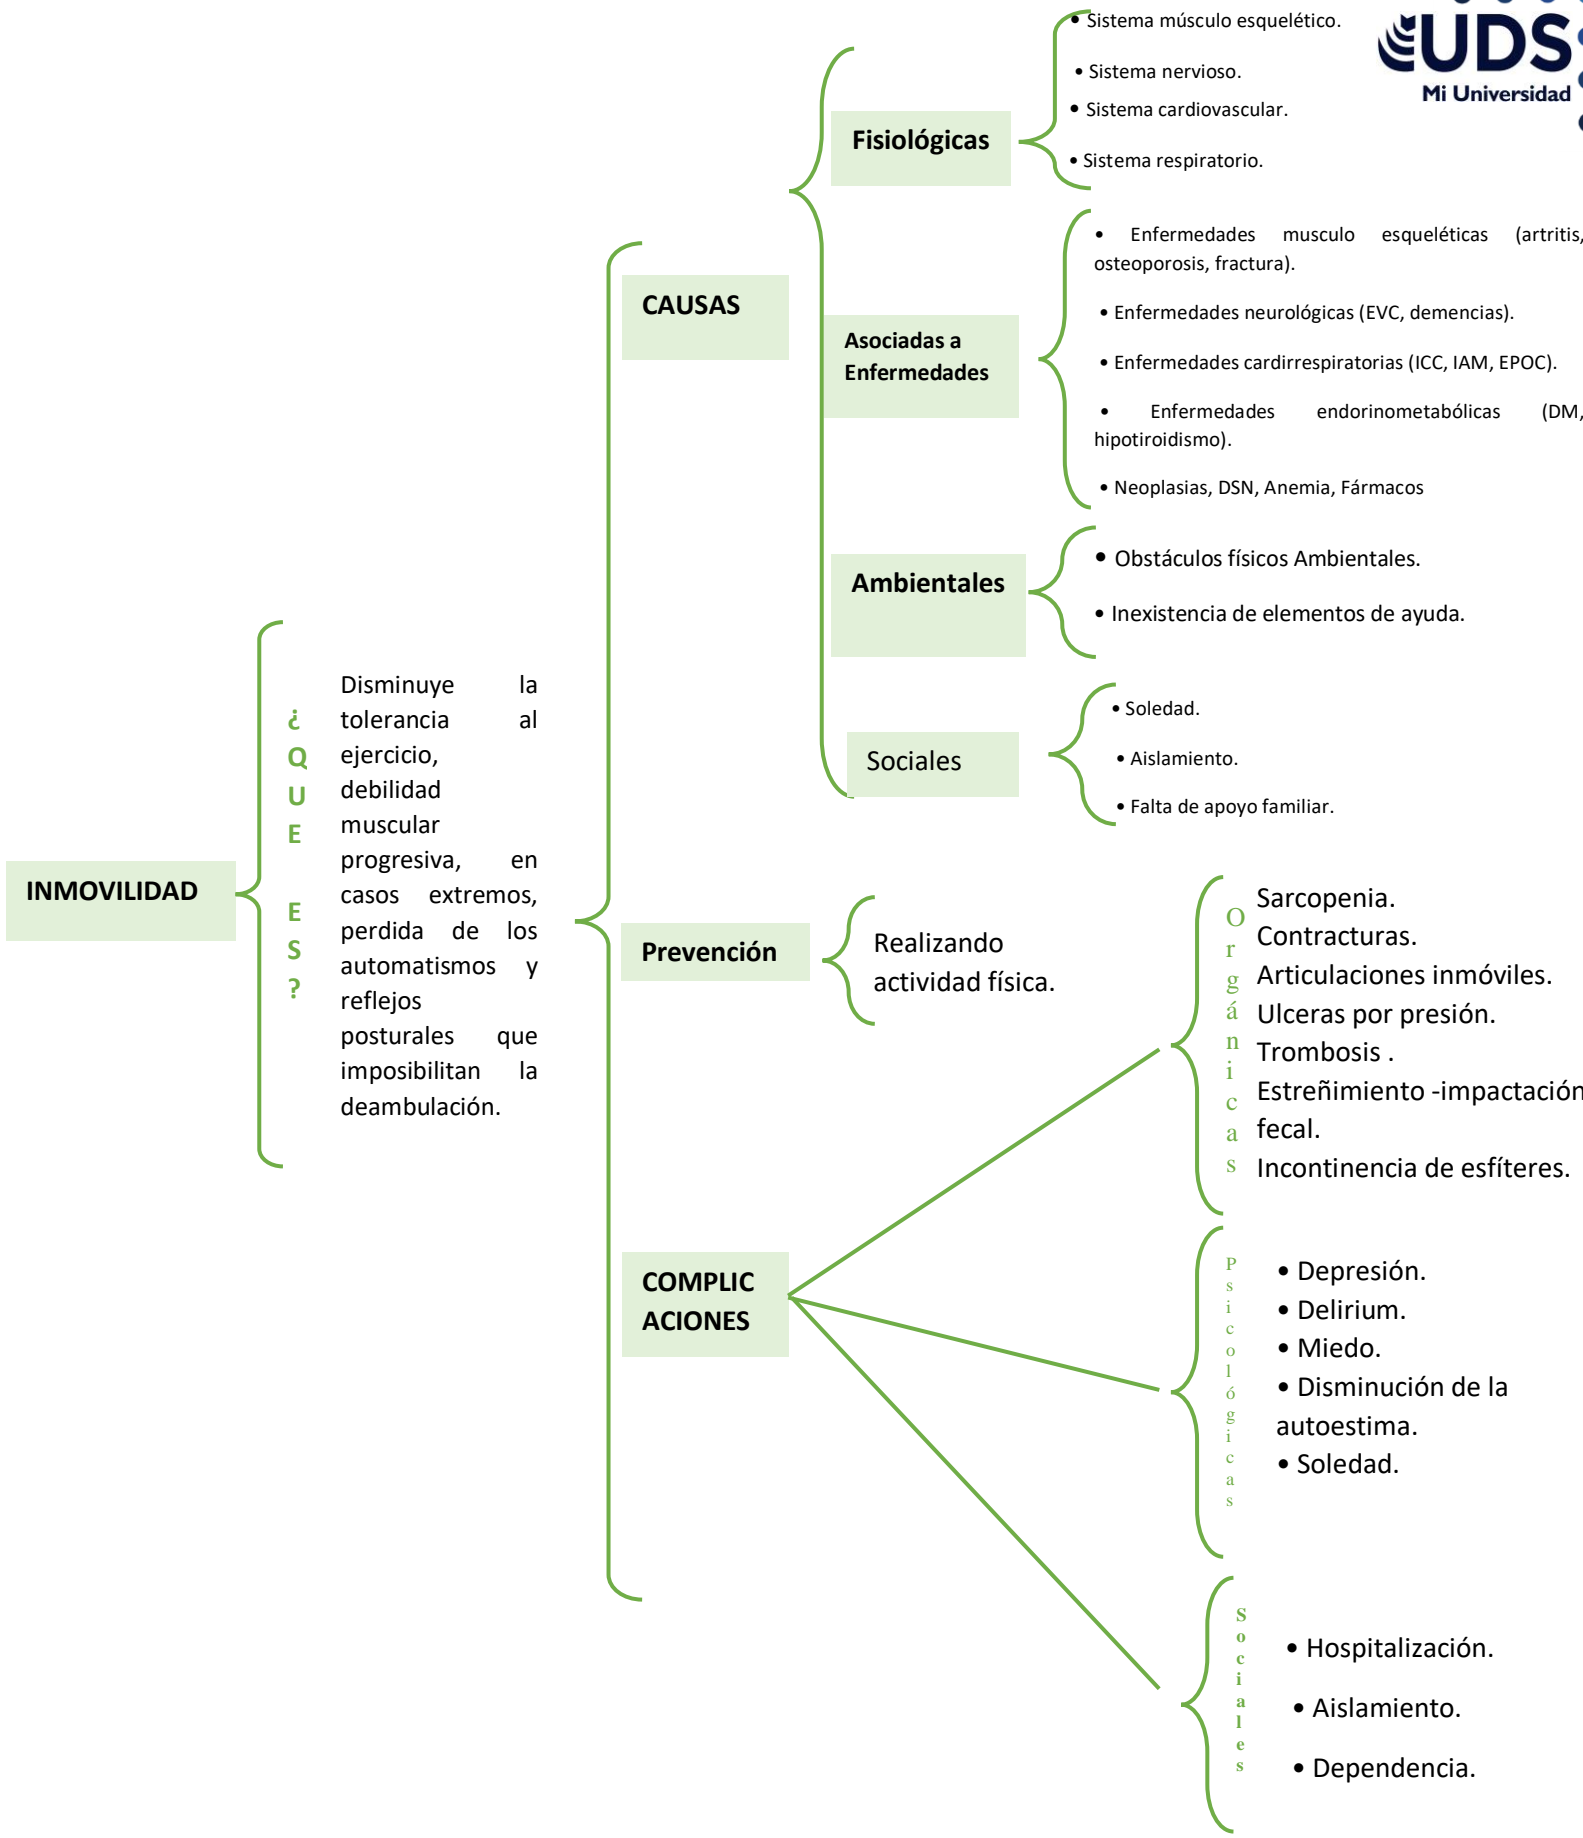 UDS
Mi Universidad
• Sistema músculo esquelético.
• Sistema nervioso.
• Sistema cardiovascular.
• Sistema respiratorio.
Fisiológicas
CAUSAS
• Enfermedades musculo esqueléticas (artritis,
osteoporosis, fractura).
• Enfermedades neurológicas (EVC, demencias).
• Enfermedades cardirrespiratorias (ICC, IAM, EPOC).
• Enfermedades endorinometabólicas (DM,
hipotiroidismo).
• Neoplasias, DSN, Anemia, Fármacos
Asociadas a
Enfermedades
Ambientales
• Obstáculos físicos Ambientales.
• Inexistencia de elementos de ayuda.
Sociales
• Soledad.
• Aislamiento.
• Falta de apoyo familiar.
INMOVILIDAD
¿QUE ES?
Disminuye la
tolerancia al
ejercicio,
debilidad
muscular
progresiva, en
casos extremos,
perdida de los
automatismos y
reflejos
posturales que
imposibilitan la
deambulación.
Prevención
Realizando
actividad física.
COMPLIC
ACIONES
Orgánicas
Sarcopenia.
Contracturas.
Articulaciones inmóviles.
Ulceras por presión.
Trombosis .
Estreñimiento -impactación
fecal.
Incontinencia de esfíteres.
Psicológicas
• Depresión.
• Delirium.
• Miedo.
• Disminución de la
autoestima.
• Soledad.
Sociales
• Hospitalización.
• Aislamiento.
• Dependencia.